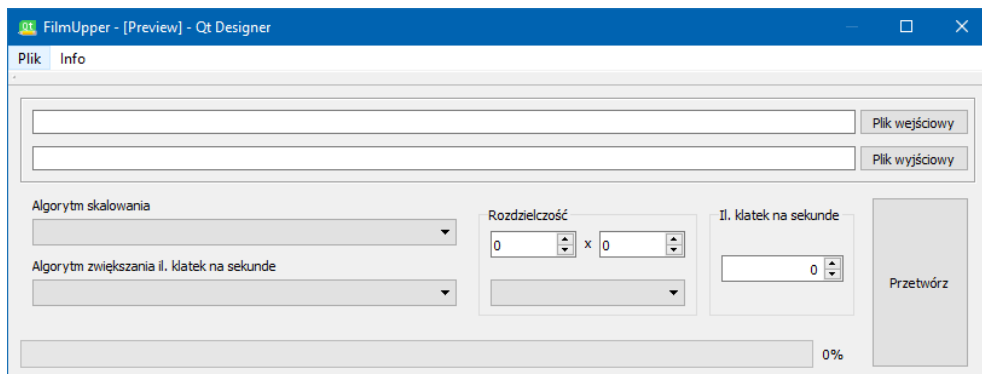 Qt FilmUpper - [Preview] - Qt Designer
Plik Info
Plik wejściowy
Plik wyjściowy
Algorytm skalowania
Rozdzielczość
Il. klatek na sekunde
0 x 0
Algorytm zwiększania il. klatek na sekunde
0
Przetwórz
0%